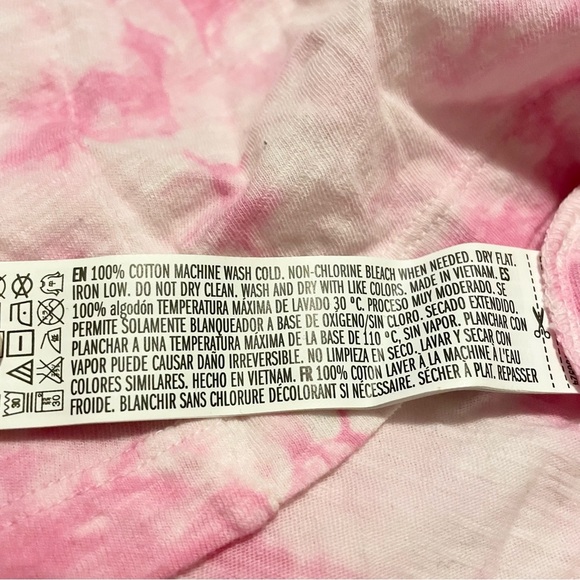 EN 100% COTTON MACHINE WASH COLD. NON-CHLORINE BLEACH WHEN NEEDED. DRY FLAT.
IRON LOW. DO NOT DRY CLEAN. WASH AND DRY WITH LIKE COLORS. MADE IN VIETNAM. ES
100% algodón TEMPERATURA MÁXIMA DE LAVADO 30 °C. PROCESO MUY MODERADO. SE
PERMITE SOLAMENTE BLANQUEADOR A BASE DE OXÍGENO/SIN CLORO. SECADO EXTENDIDO.
PLANCHAR A UNA TEMPERATURA MÁXIMA DE LA BASE DE 110 °C, SIN VAPOR. PLANCHAR CON
VAPOR PUEDE CAUSAR DAÑO IRREVERSIBLE. NO LIMPIEZA EN SECO. LAVAR Y SECAR CON
COLORES SIMILARES. HECHO EN VIETNAM. FR 100% COTON LAVER À LA MACHINE À L'EAU
FROIDE. BLANCHIR SANS CHLORURE DÉCOLORANT SI NÉCESSAIRE. SÉCHER À PLAT. REPASSER
30
30